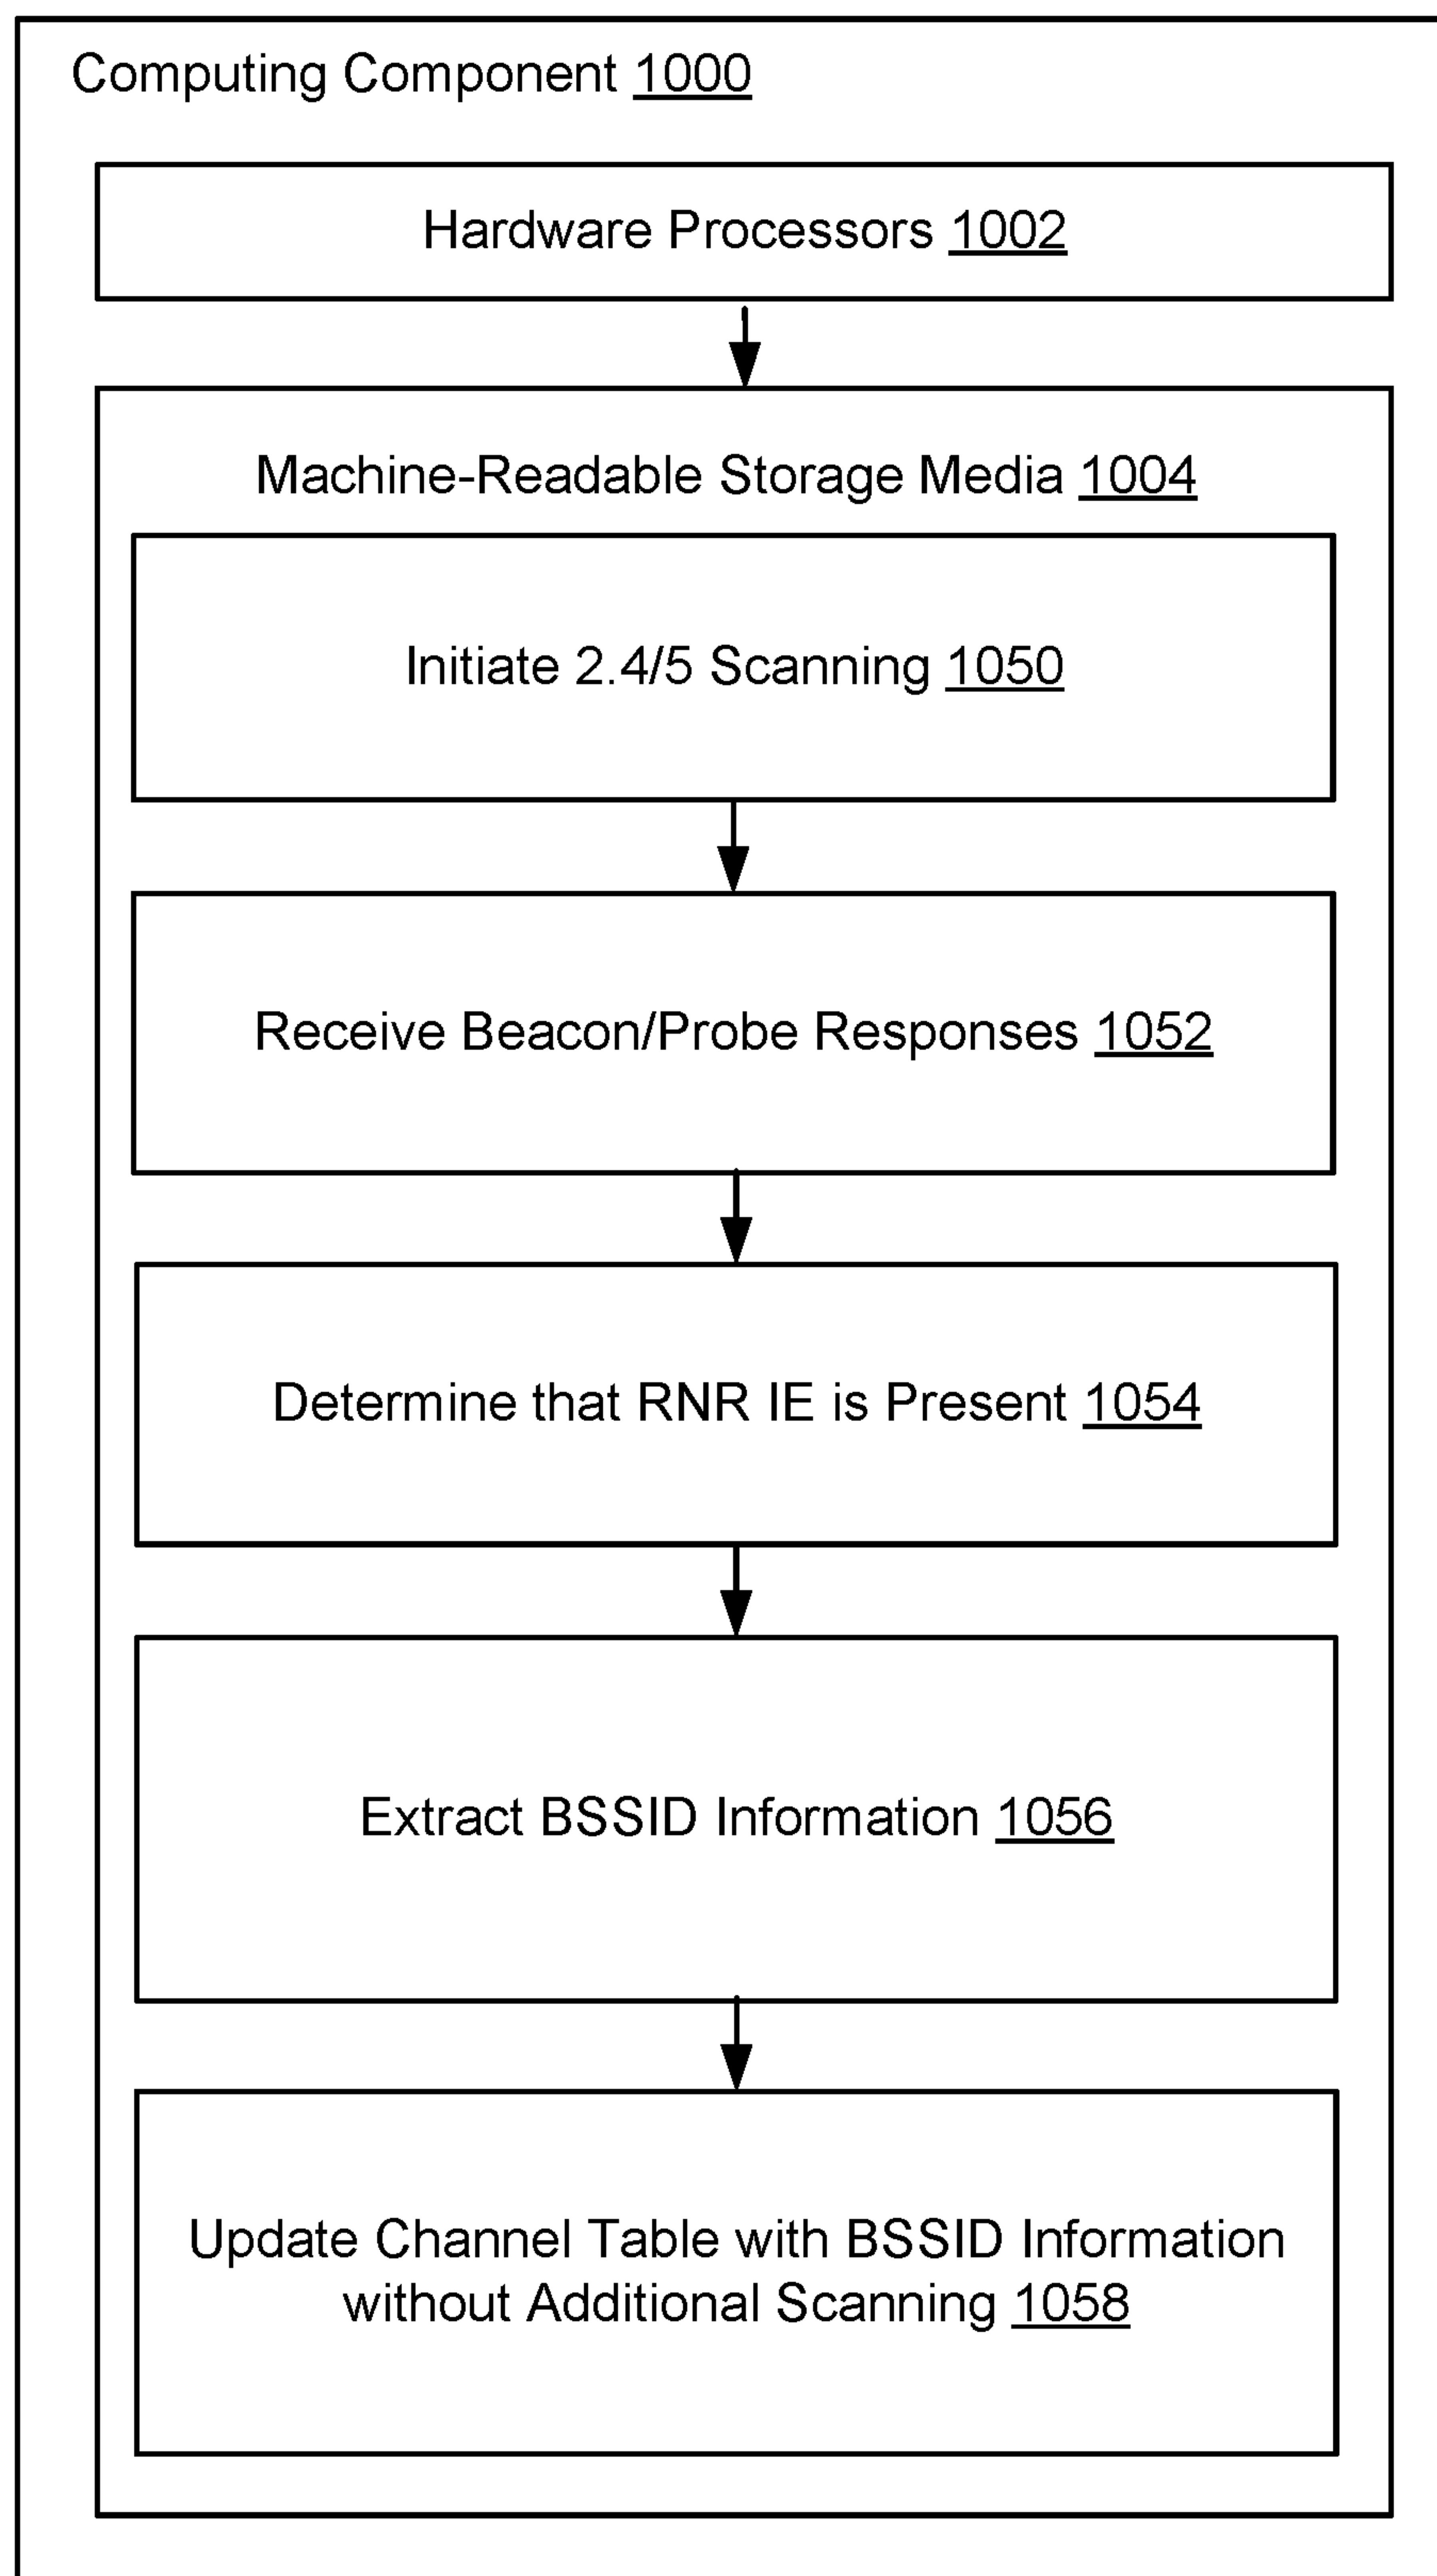 Computing Component 1000
Hardware Processors 1002
Machine-Readable Storage Media 1004
Initiate 2.4/5 Scanning 1050
Receive Beacon/Probe Responses 1052
Determine that RNR IE is Present 1054
Extract BSSID Information 1056
Update Channel Table with BSSID Information
without Additional Scanning 1058